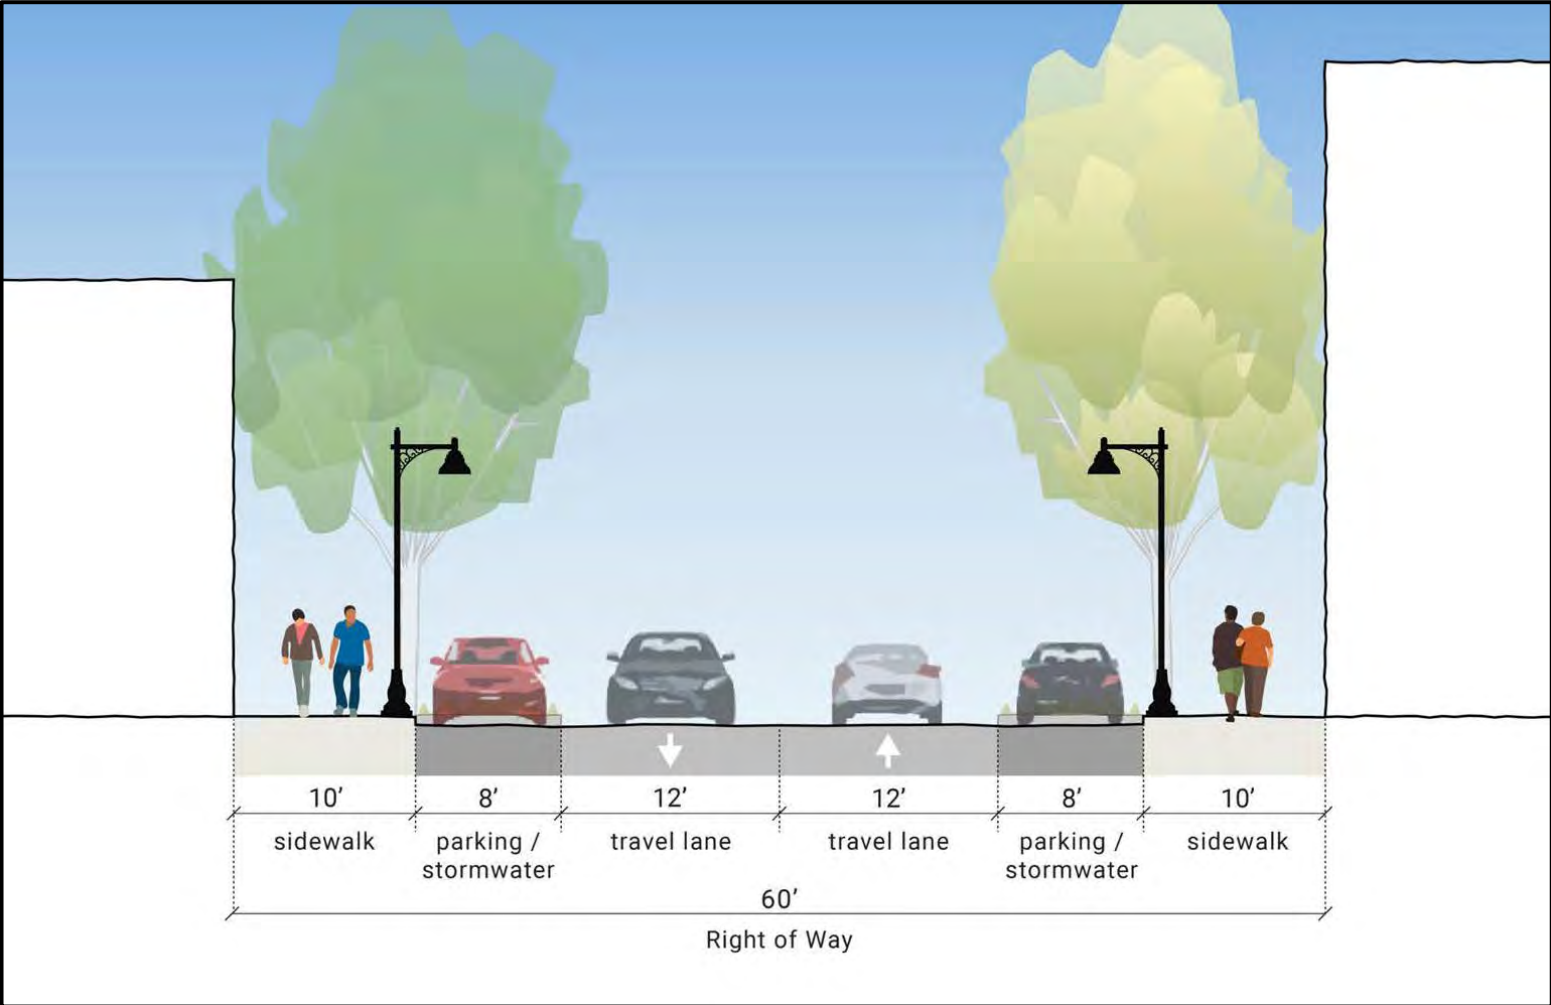 10’ 8’ 12’ 12’ 8’ 10’
sidewalk parking / travel lane travel lane parking / sidewalk
stormwater stormwater
60’
Right of Way